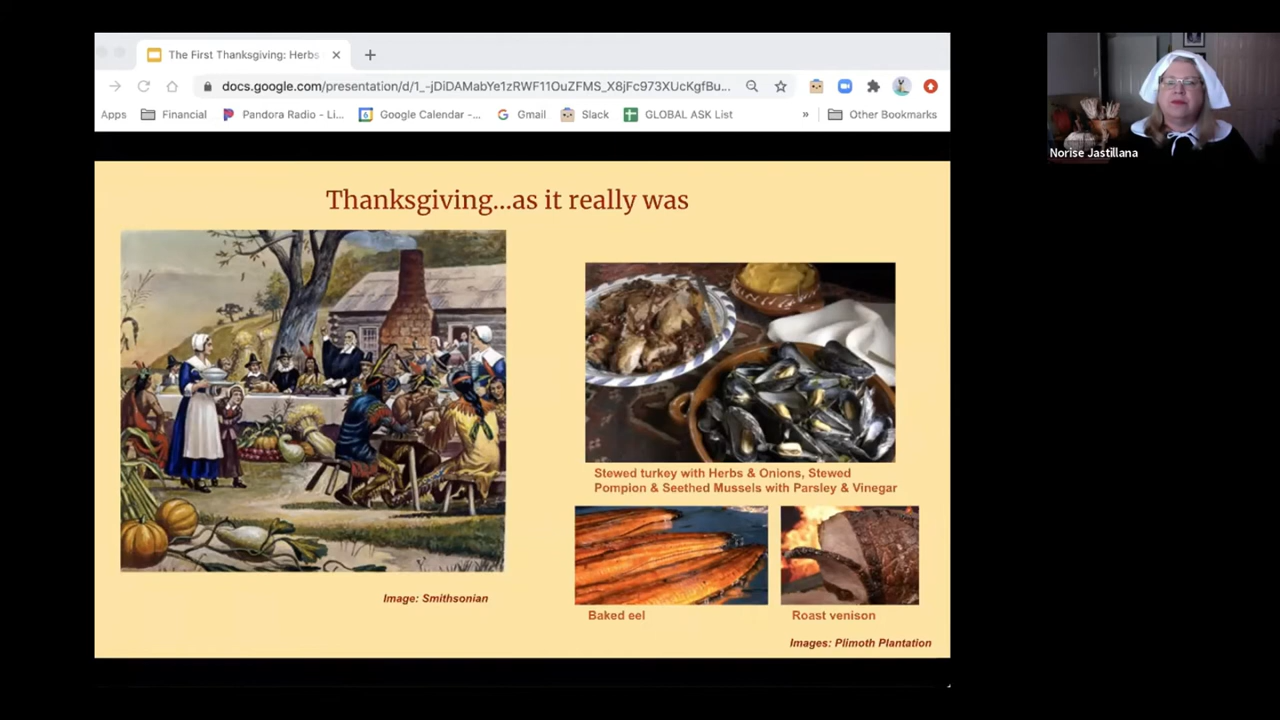 The First Thanksgiving: Herbs
docs.google.com/presentation/d/1_-jDiDAMabYe1zRWF11OuZFMS_X8jFc973XUcKgfBu...
Apps Financial Pandora Radio - Li... Google Calendar -... Gmail Slack GLOBAL ASK List » Other Bookmarks
Norise Jastillana
Thanksgiving...as it really was
Stewed turkey with Herbs & Onions, Stewed
Pompion & Seethed Mussels with Parsley & Vinegar
Image: Smithsonian
Baked eel
Roast venison
Images: Plimoth Plantation